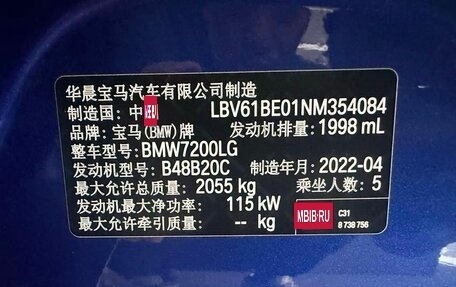 华晨宝马汽车有限公司制造
制造国: 中 LBV61BE01NM354084
品牌: 宝马(BMW)牌 发动机排量: 1998 mL
整车型号: BMW7200LG
发动机型号: B48B20C 制造年月: 2022-04
最大允许总质量: 2055 kg 乘坐人数: 5
发动机最大净功率: 115 kW
最大允许牵引质量: -- kg
MBIB.RU
C31
8 738 756